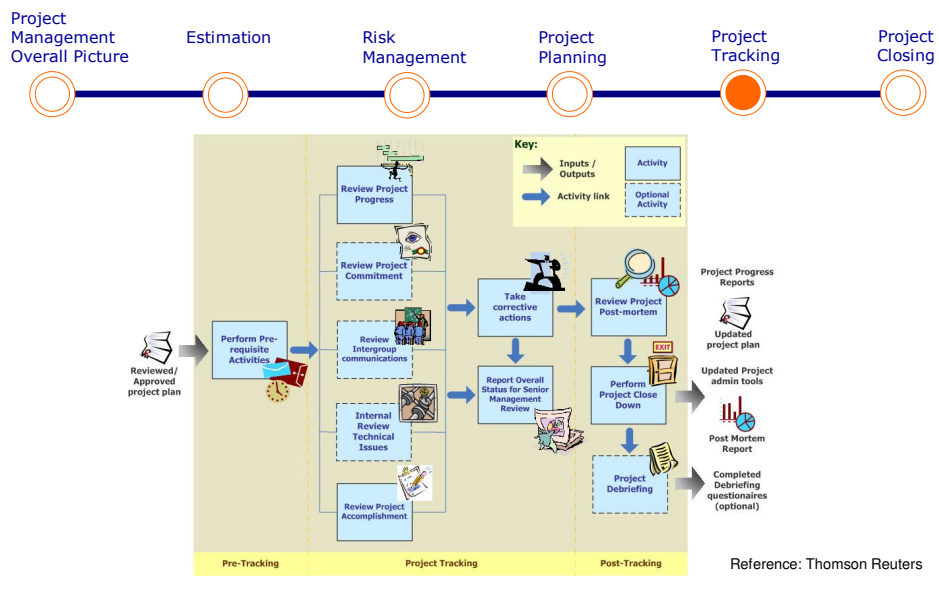 Project
Management
Overall Picture
Estimation
Risk
Management
Project
Planning
Project
Tracking
Project
Closing
Key:
Inputs /
Outputs
Activity
Activity link
Optional
Activity
Reviewed/
Approved
project plan
Perform Pre-
requisite
Activities
Review Project
Progress
Review Project
Commitment
Review
Intergroup
communications
Internal
Review
Technical
Issues
Review Project
Accomplishment
Take
corrective
actions
Report Overall
Status for Senior
Management
Review
Review Project
Post-mortem
EXIT
Perform
Project Close
Down
Project
Debriefing
Project Progress
Reports
Updated
project plan
Updated Project
admin tools
Post Mortem
Report
Completed
Debriefing
questionaires
(optional)
Pre-Tracking
Project Tracking
Post-Tracking
Reference: Thomson Reuters